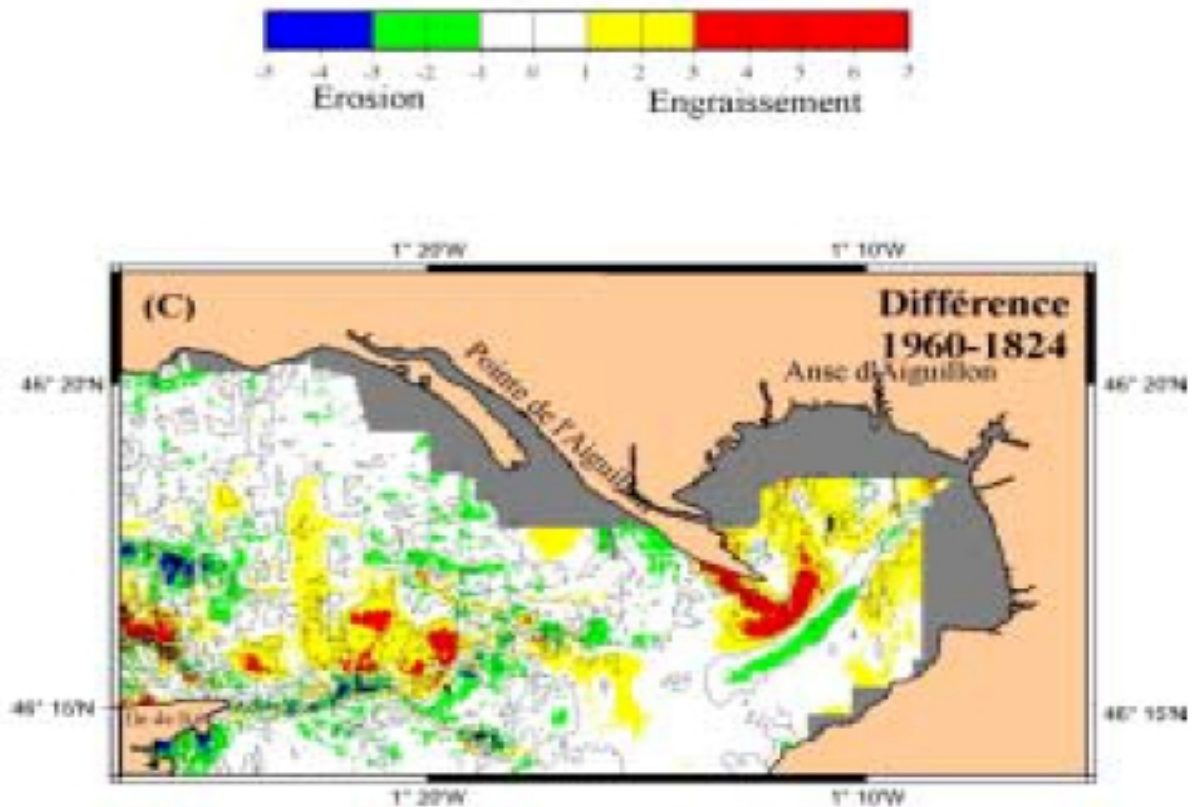 -5 -4 -3 -2 -1 0 1 2 3 4 5 6 7
Erosion Engraissement
1° 20'W 1° 10'W
(C) Différence
1960-1824
Pointe de l'Aiguil
Anse d'Aiguillon
46° 20'N 46° 20'N
46° 15'N 46° 15'N
1° 20'W 1° 10'W